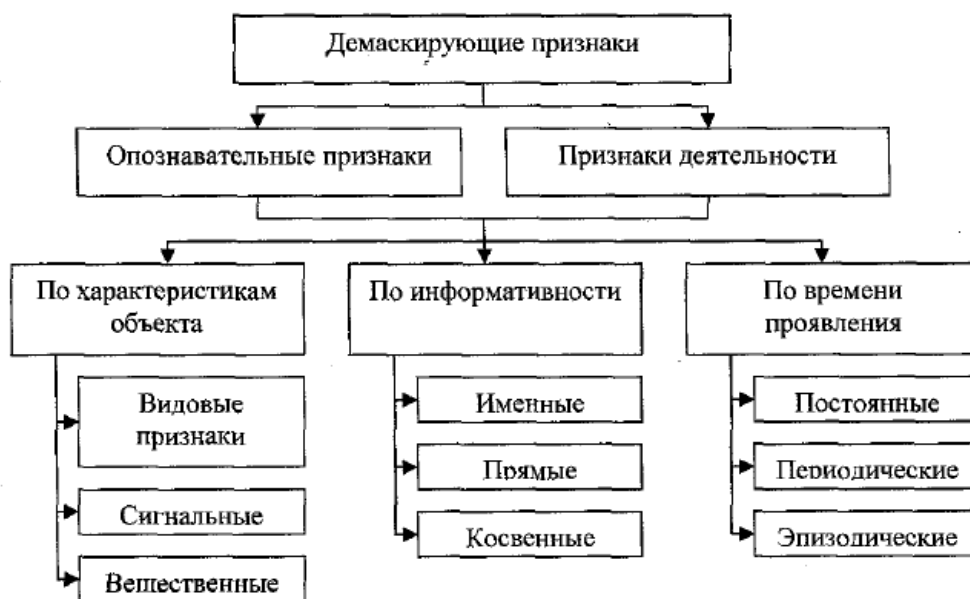 Демаскирующие признаки
Опознавательные признаки
Признаки деятельности
По характеристикам
объекта
По информативности
По времени
проявления
Видовые
признаки
Сигнальные
Вещественные
Именные
Прямые
Косвенные
Постоянные
Периодические
Эпизодические